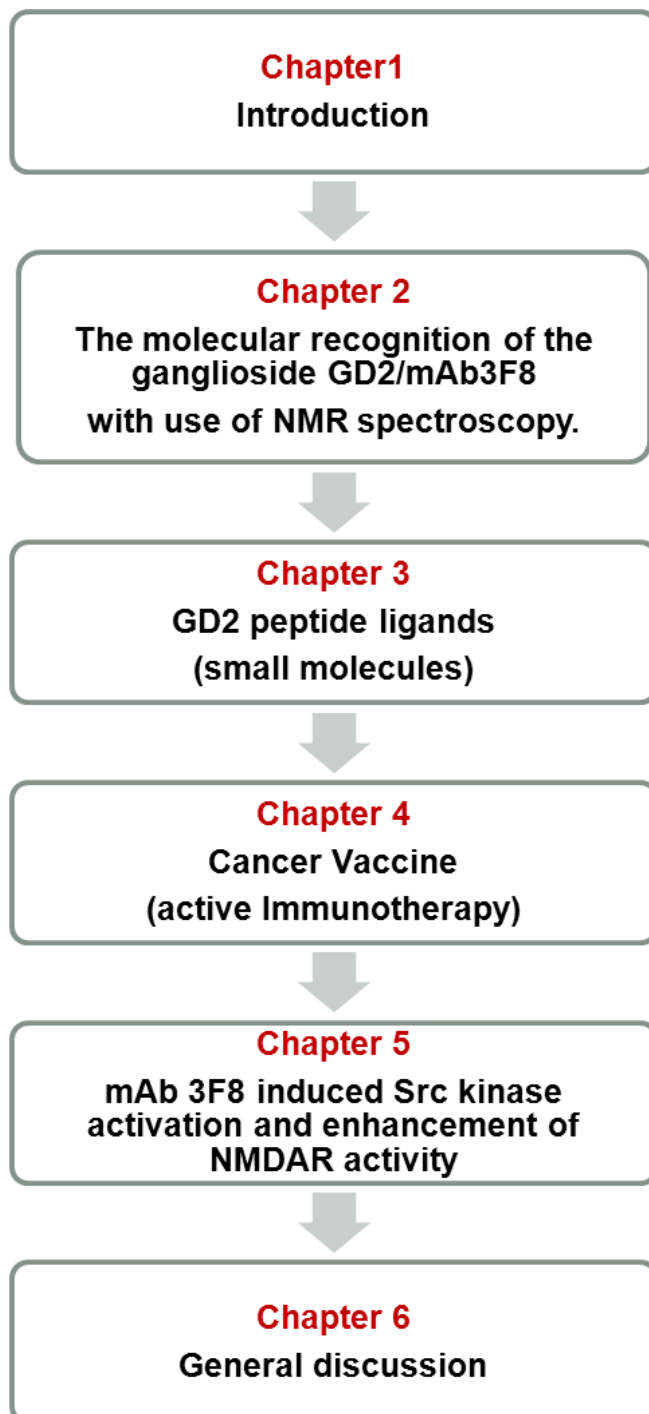 Chapter1
Introduction
Chapter 2
The molecular recognition of the
ganglioside GD2/mAb3F8
with use of NMR spectroscopy.
Chapter 3
GD2 peptide ligands
(small molecules)
Chapter 4
Cancer Vaccine
(active Immunotherapy)
Chapter 5
mAb 3F8 induced Src kinase
activation and enhancement of
NMDAR activity
Chapter 6
General discussion